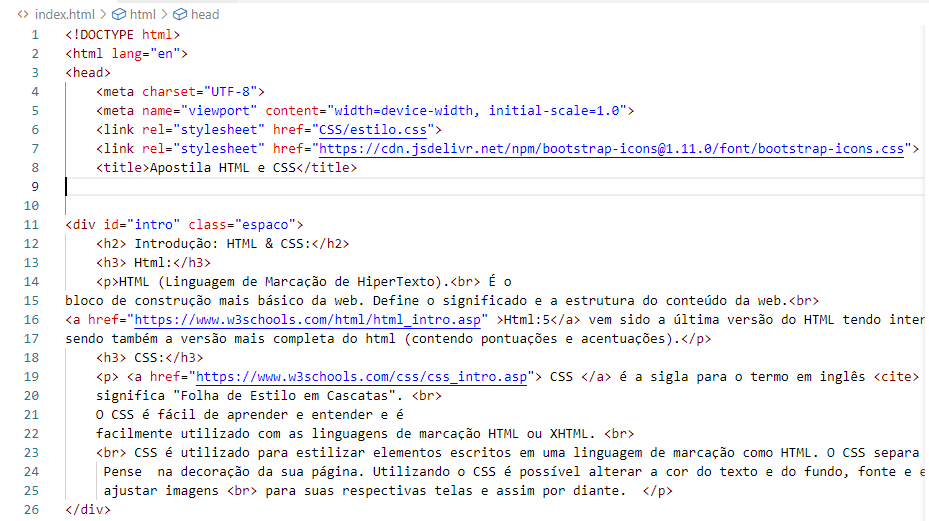 index.html > html > head
1 <!DOCTYPE html>
2 <html lang="en">
3 <head>
4 <meta charset="UTF-8">
5 <meta name="viewport" content="width=device-width, initial-scale=1.0">
6 <link rel="stylesheet" href="CSS/estilo.css">
7 <link rel="stylesheet" href="https://cdn.jsdelivr.net/npm/bootstrap-icons@1.11.0/font/bootstrap-icons.css">
8 <title>Apostila HTML e CSS</title>
9
10
11 <div id="intro" class="espaco">
12 <h2> Introdução: HTML & CSS:</h2>
13 <h3> Html:</h3>
14 <p>HTML (Linguagem de Marcação de HiperTexto).<br> É o
15 bloco de construção mais básico da web. Define o significado e a estrutura do conteúdo da web.<br>
16 <a href="https://www.w3schools.com/html/html_intro.asp" >Html:5</a> vem sido a última versão do HTML tendo inter
17 sendo também a versão mais completa do html (contendo pontuações e acentuações).</p>
18 <h3> CSS:</h3>
19 <p> <a href="https://www.w3schools.com/css/css_intro.asp"> CSS </a> é a sigla para o termo em inglês <cite>
20 significa "Folha de Estilo em Cascatas". <br>
21 O CSS é fácil de aprender e entender e é
22 facilmente utilizado com as linguagens de marcação HTML ou XHTML. <br>
23 <br> CSS é utilizado para estilizar elementos escritos em uma linguagem de marcação como HTML. O CSS separa
24 Pense  na decoração da sua página. Utilizando o CSS é possível alterar a cor do texto e do fundo, fonte e e
25 ajustar imagens <br> para suas respectivas telas e assim por diante.  </p>
26 </div>